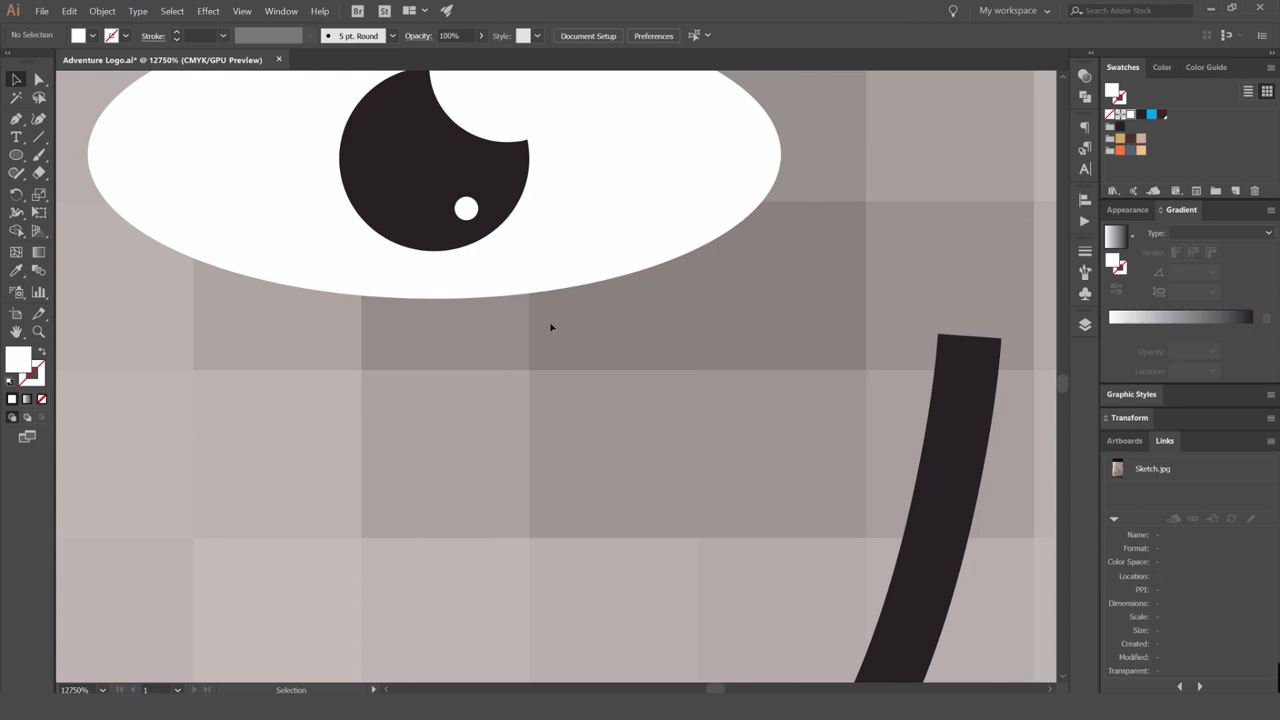 Ai File Edit Object Type Select Effect View Window Help Br St My workspace Search Adobe Stock
No Selection Stroke: 5 pt. Round Opacity: 100% Style: Document Setup Preferences
Adventure Logo.ai* @ 12750% (CMYK/GPU Preview)
Swatches Color Color Guide
Appearance Gradient
Type:
Stroke:
Opacity:
Location:
Graphic Styles
Transform
Artboards Links
Sketch.jpg
Name: -
Format: -
Color Space: -
Location: -
PPI: -
Dimensions: -
Scale: -
Size: -
Created: -
Modified: -
Transparent: -
12750% 1 Selection